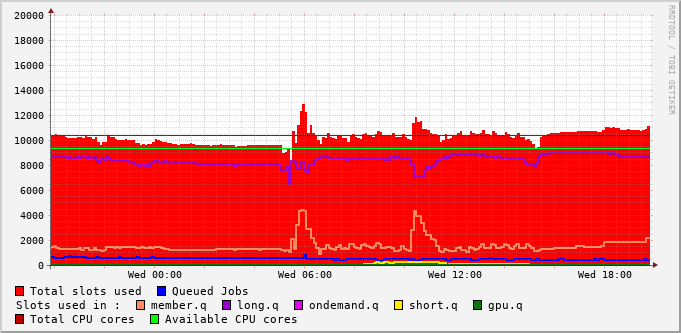 20000
18000
16000
14000
12000
10000
8000
6000
4000
2000
0
Wed 00:00 Wed 06:00 Wed 12:00 Wed 18:00
RRDTOOL / TOBI OETIKER
Total slots used Queued Jobs
Slots used in : member.q long.q ondemand.q short.q gpu.q
Total CPU cores Available CPU cores